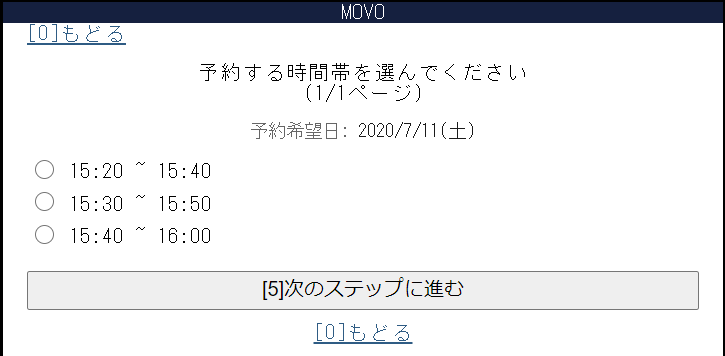 MOVO
[0]もどる
予約する時間帯を選んでください
(1/1ページ)
予約希望日: 2020/7/11(土)
15:20 ~ 15:40
15:30 ~ 15:50
15:40 ~ 16:00
[5]次のステップに進む
[0]もどる